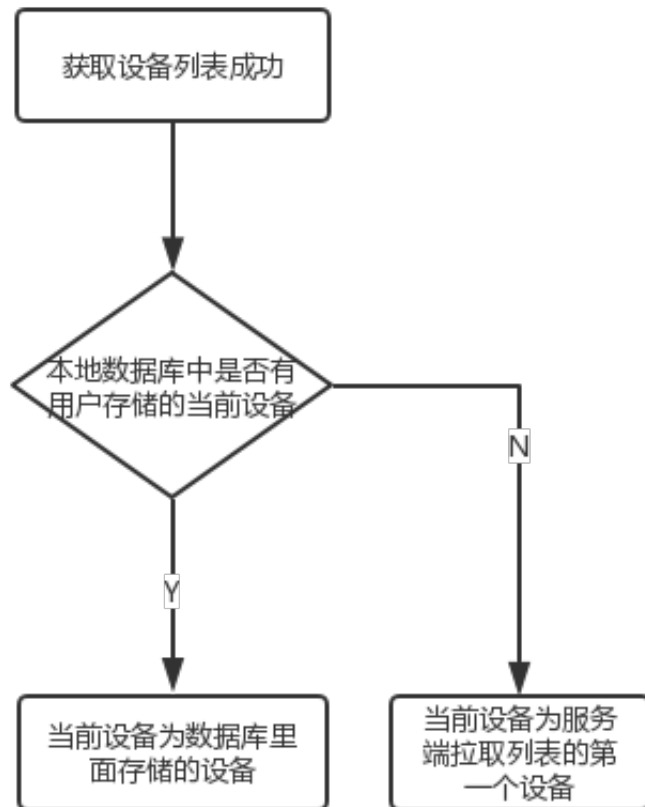 获取设备列表成功
本地数据库中是否有
用户存储的当前设备
N
Y
当前设备为数据库里
面存储的设备
当前设备为服务
端拉取列表的第
一个设备